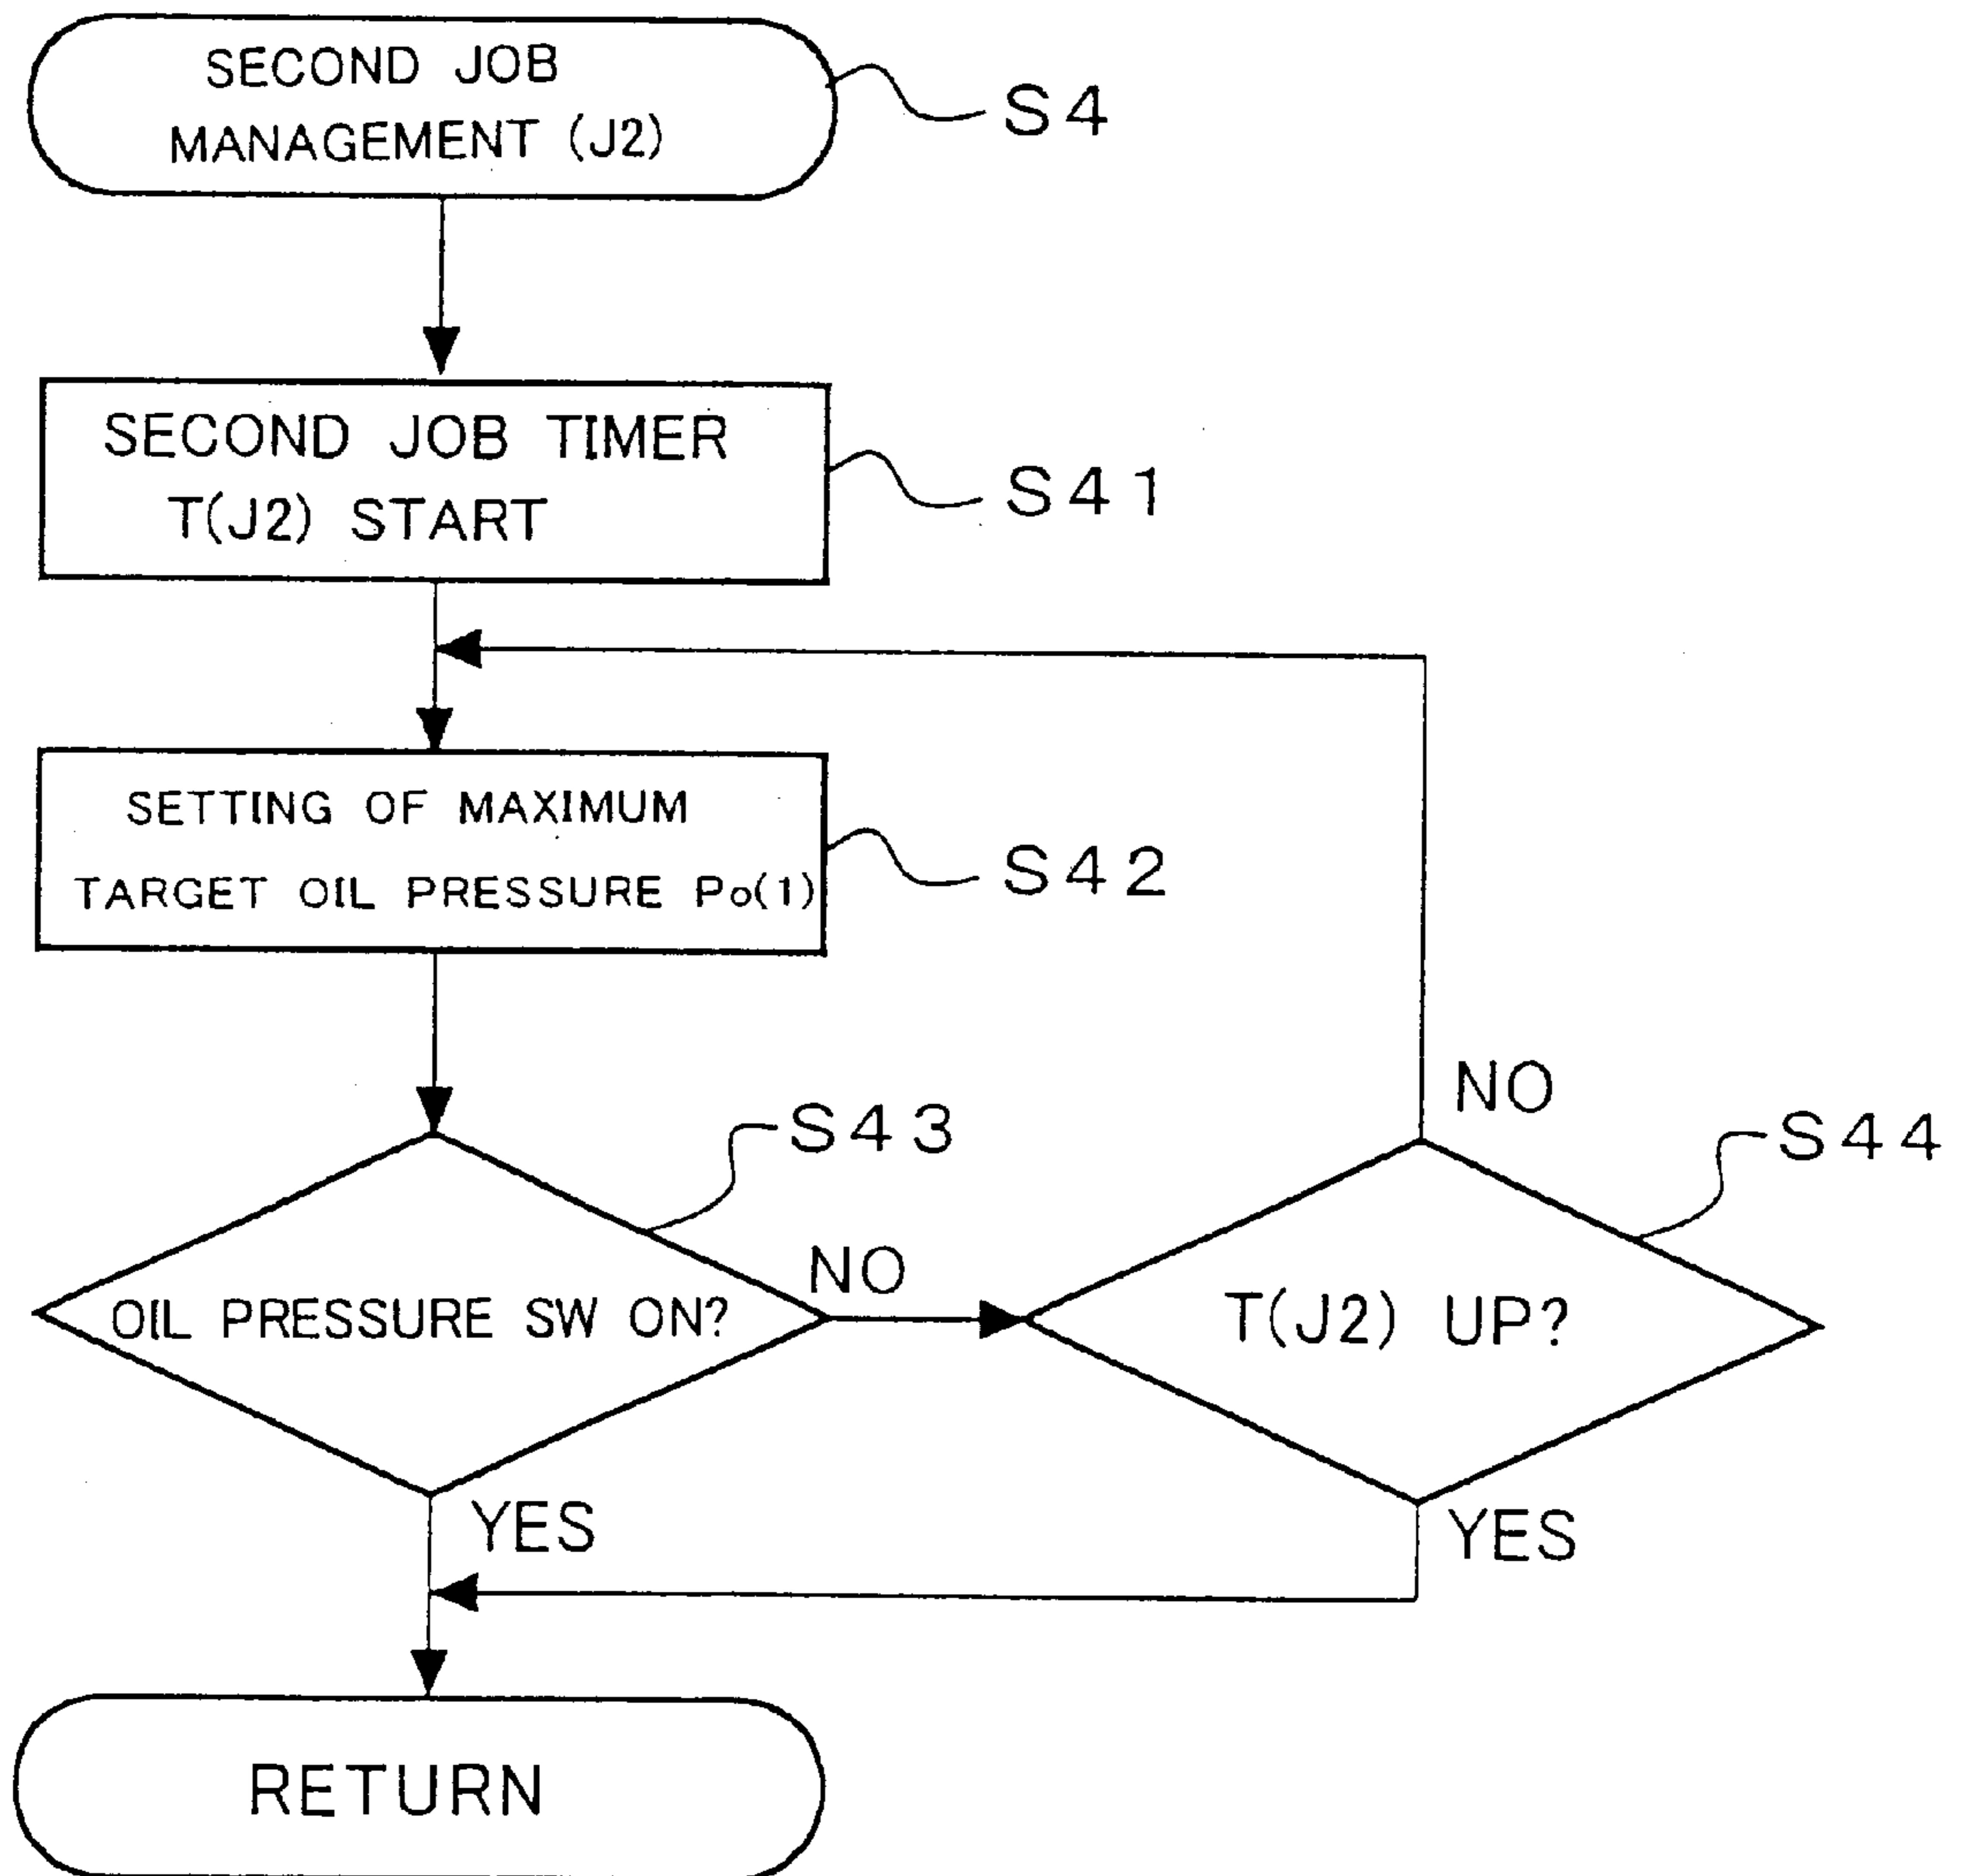 SECOND JOB
MANAGEMENT (J2)
S4
SECOND JOB TIMER
T(J2) START
S41
SETTING OF MAXIMUM
TARGET OIL PRESSURE Po(1)
S42
S43
OIL PRESSURE SW ON?
NO
YES
S44
T(J2) UP?
NO
YES
RETURN